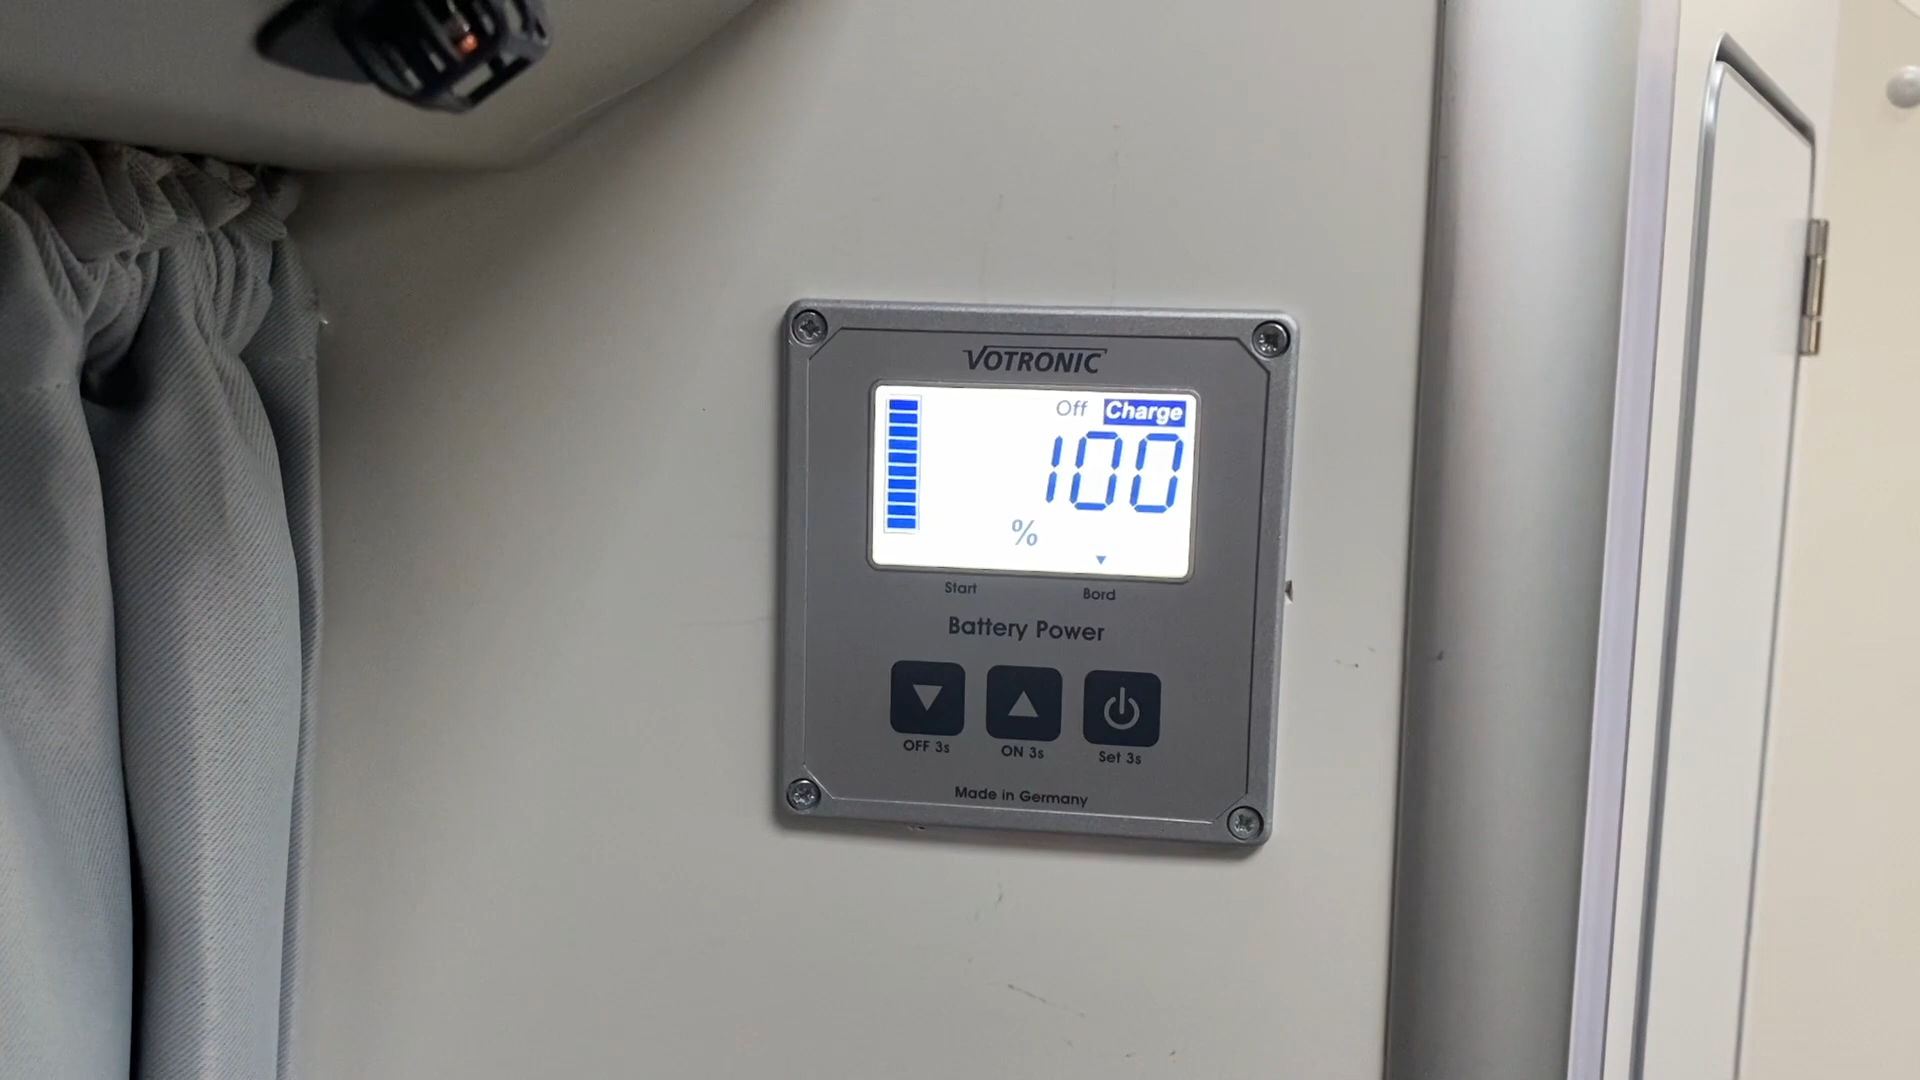 VOTRONIC
Off Charge
100
%
Start Bord
Battery Power
OFF 3s ON 3s Set 3s
Made in Germany